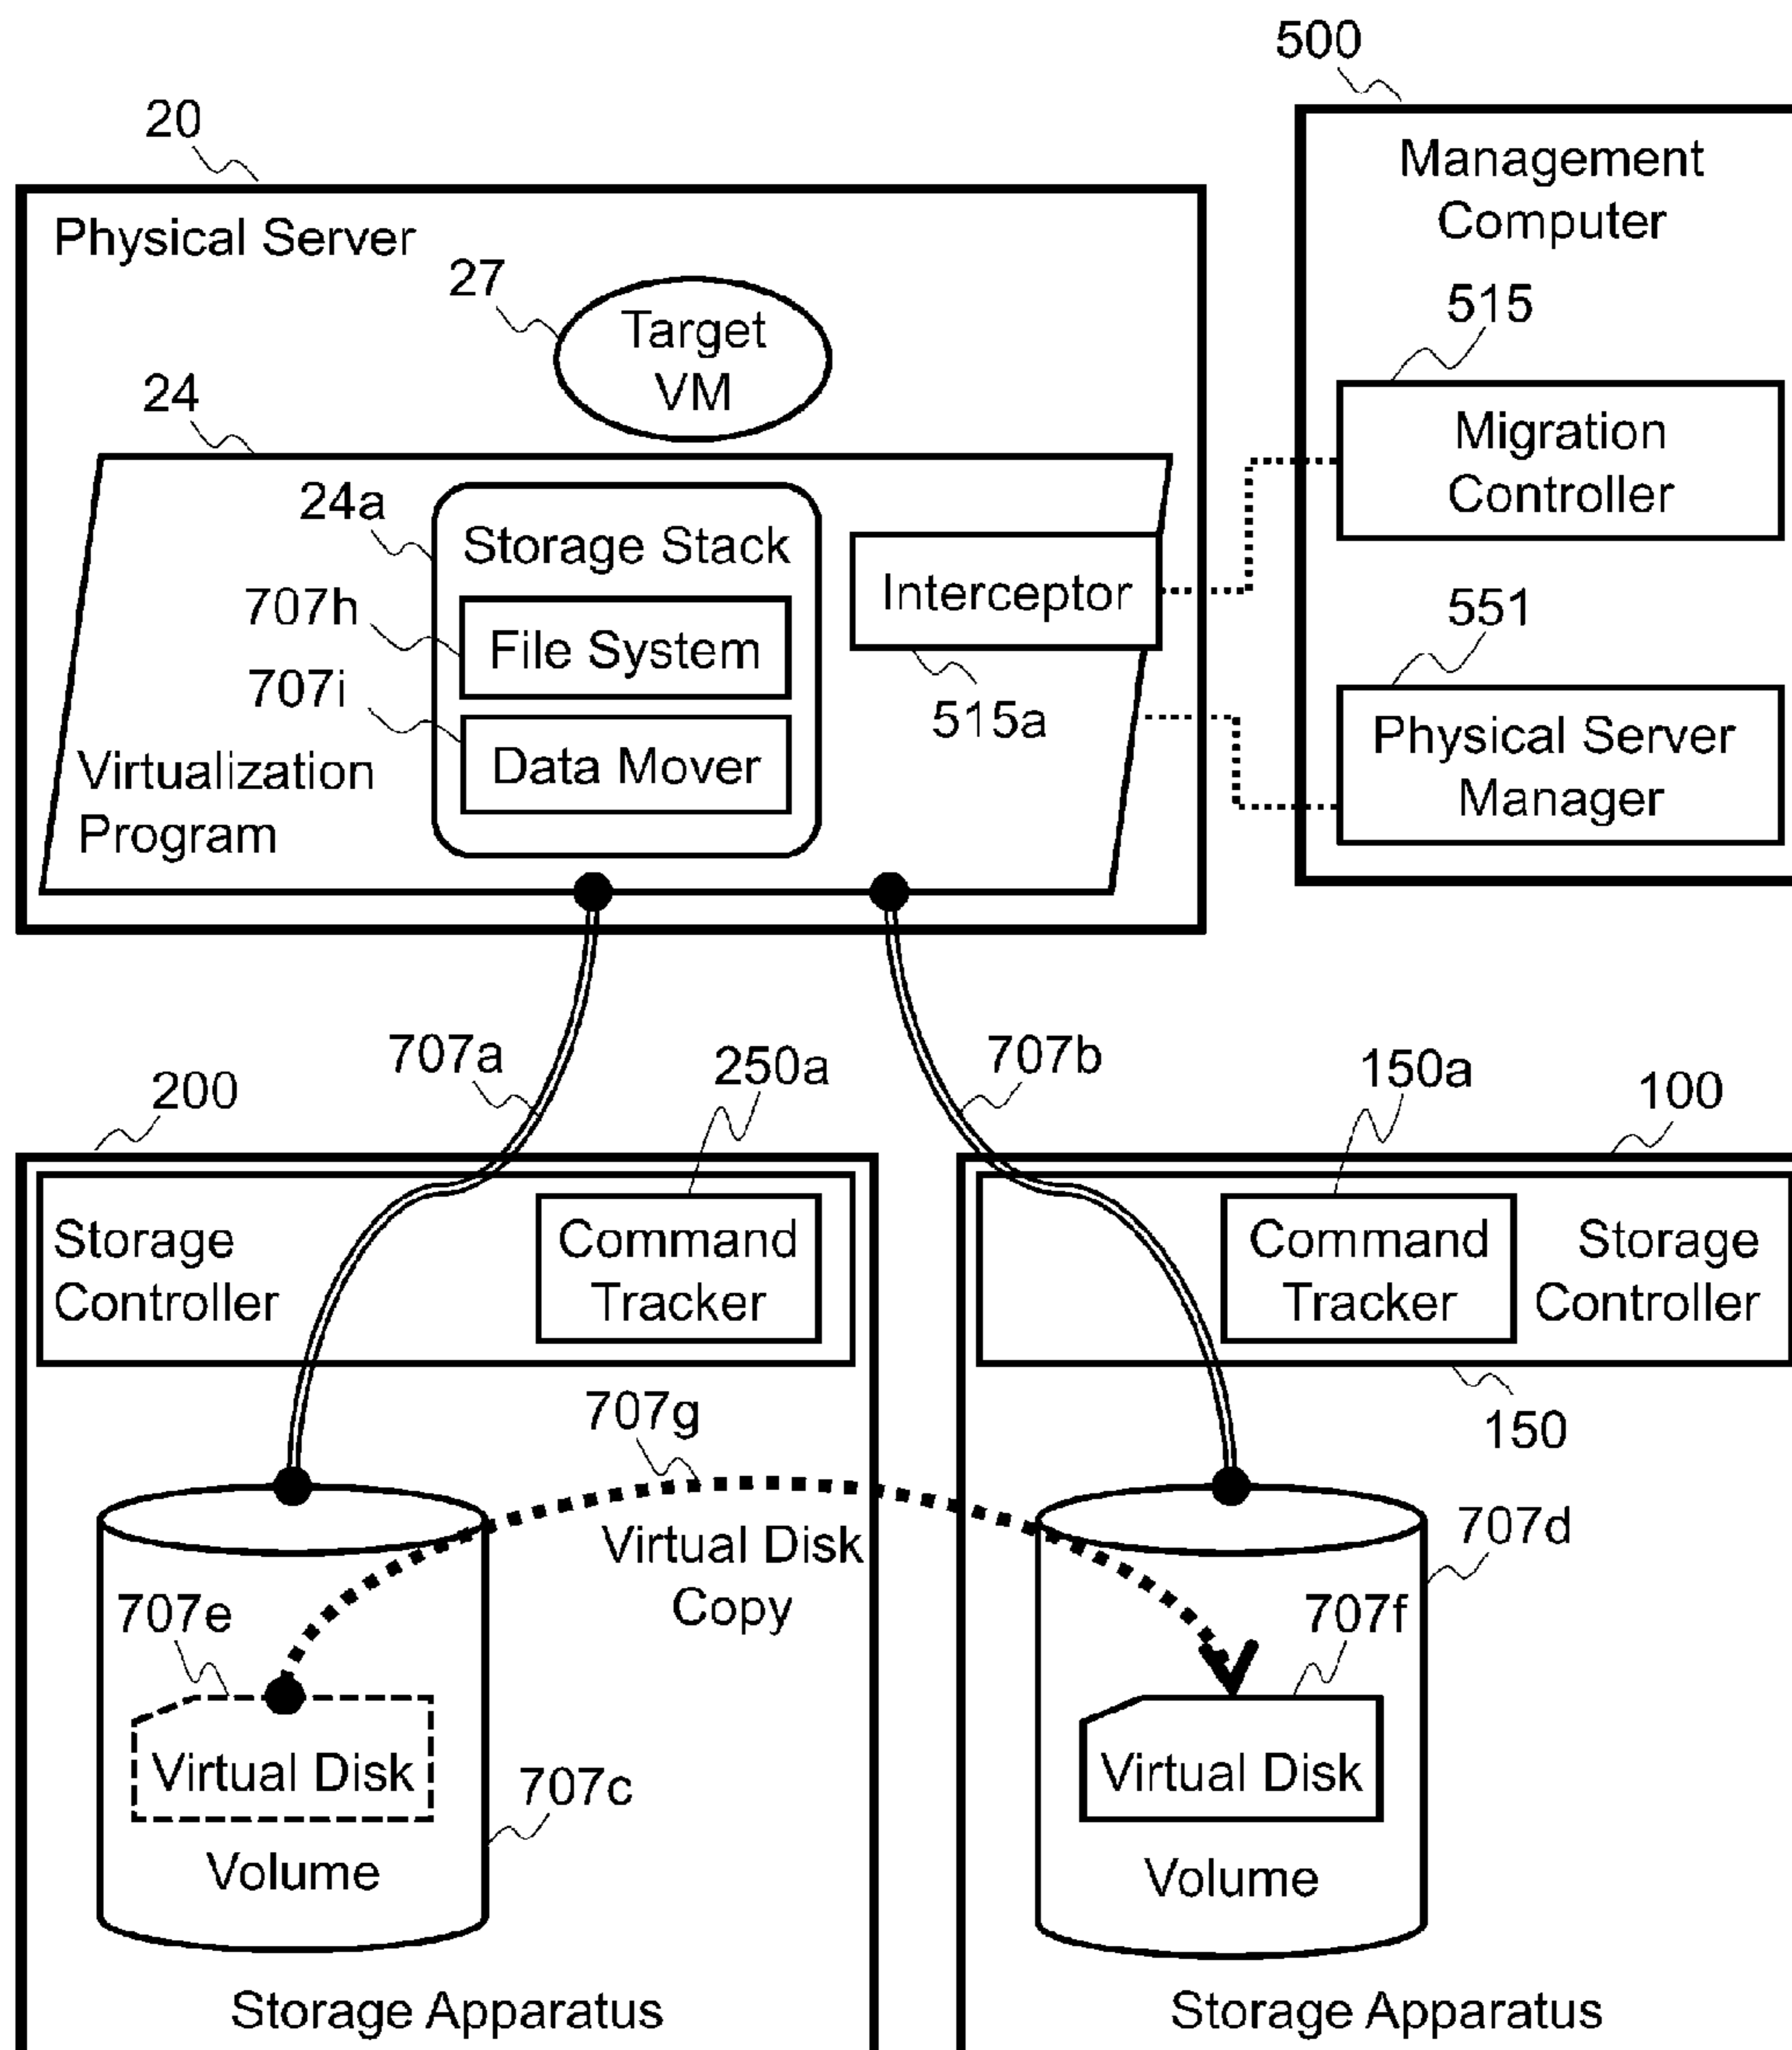 500
20
Management
Computer
Physical Server
27
Target
VM
515
24
Migration
Controller
24a
Storage Stack
Interceptor
707h
File System
551
707i
515a
Data Mover
Physical Server
Manager
Virtualization
Program
707a
707b
200
250a
150a
100
Storage
Controller
Command
Tracker
Command
Tracker
Storage
Controller
707g
150
Virtual Disk
Copy
707d
707e
707f
Virtual Disk
707c
Virtual Disk
Volume
Volume
Storage Apparatus
Storage Apparatus